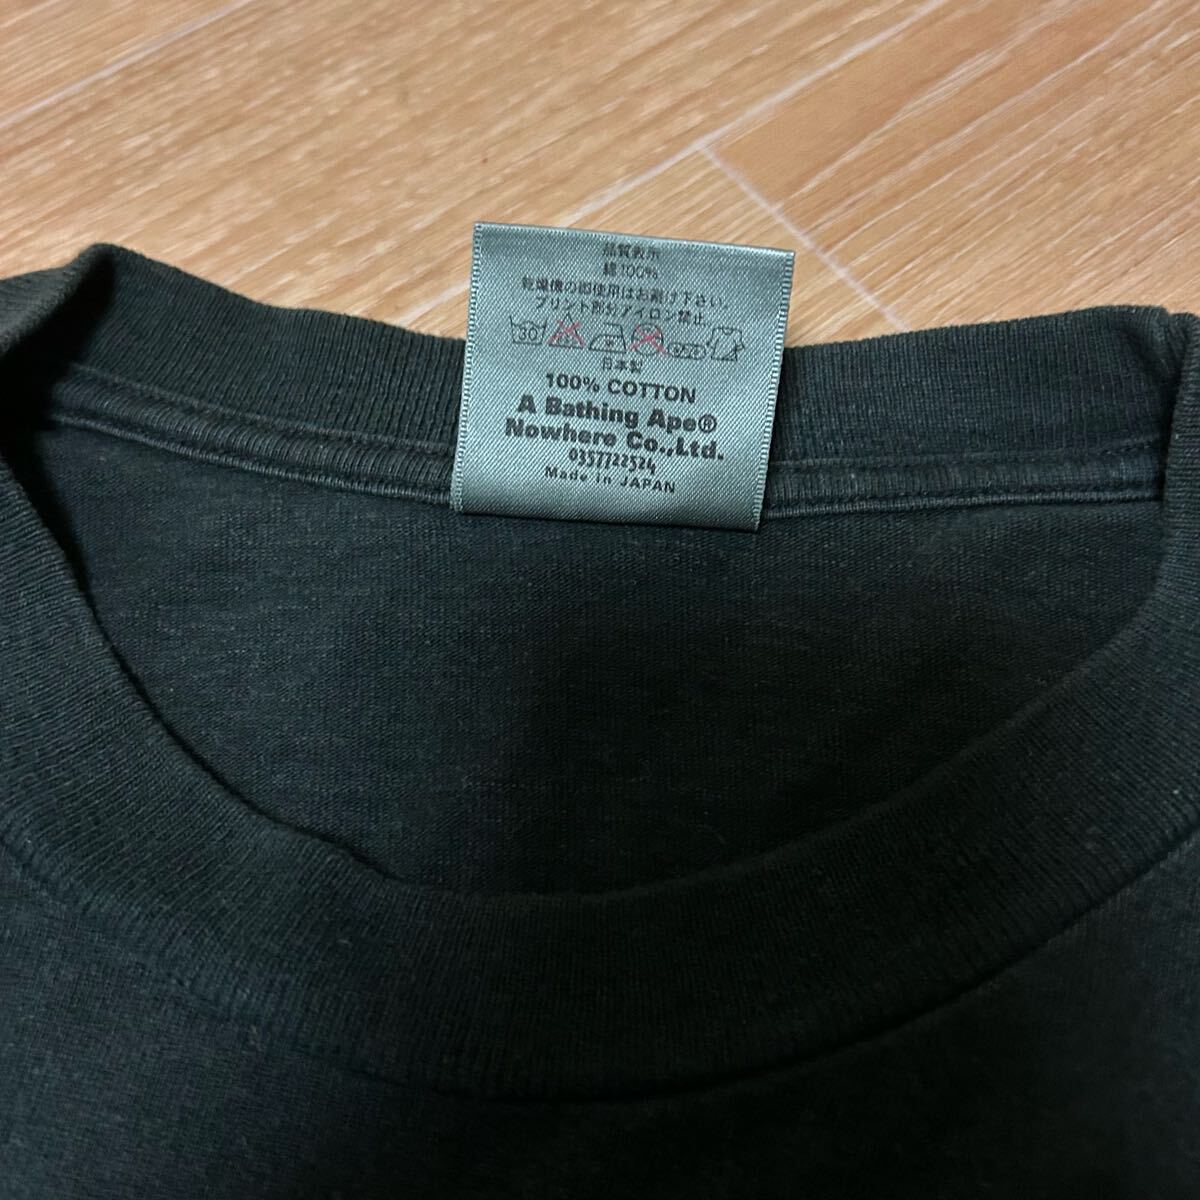 品質表示
綿100%
乾燥機の御使用はお避け下さい。
プリント部分アイロン禁止
30
日本製
100% COTTON
A Bathing Ape®
Nowhere Co.,Ltd.
0357722524
Made in JAPAN